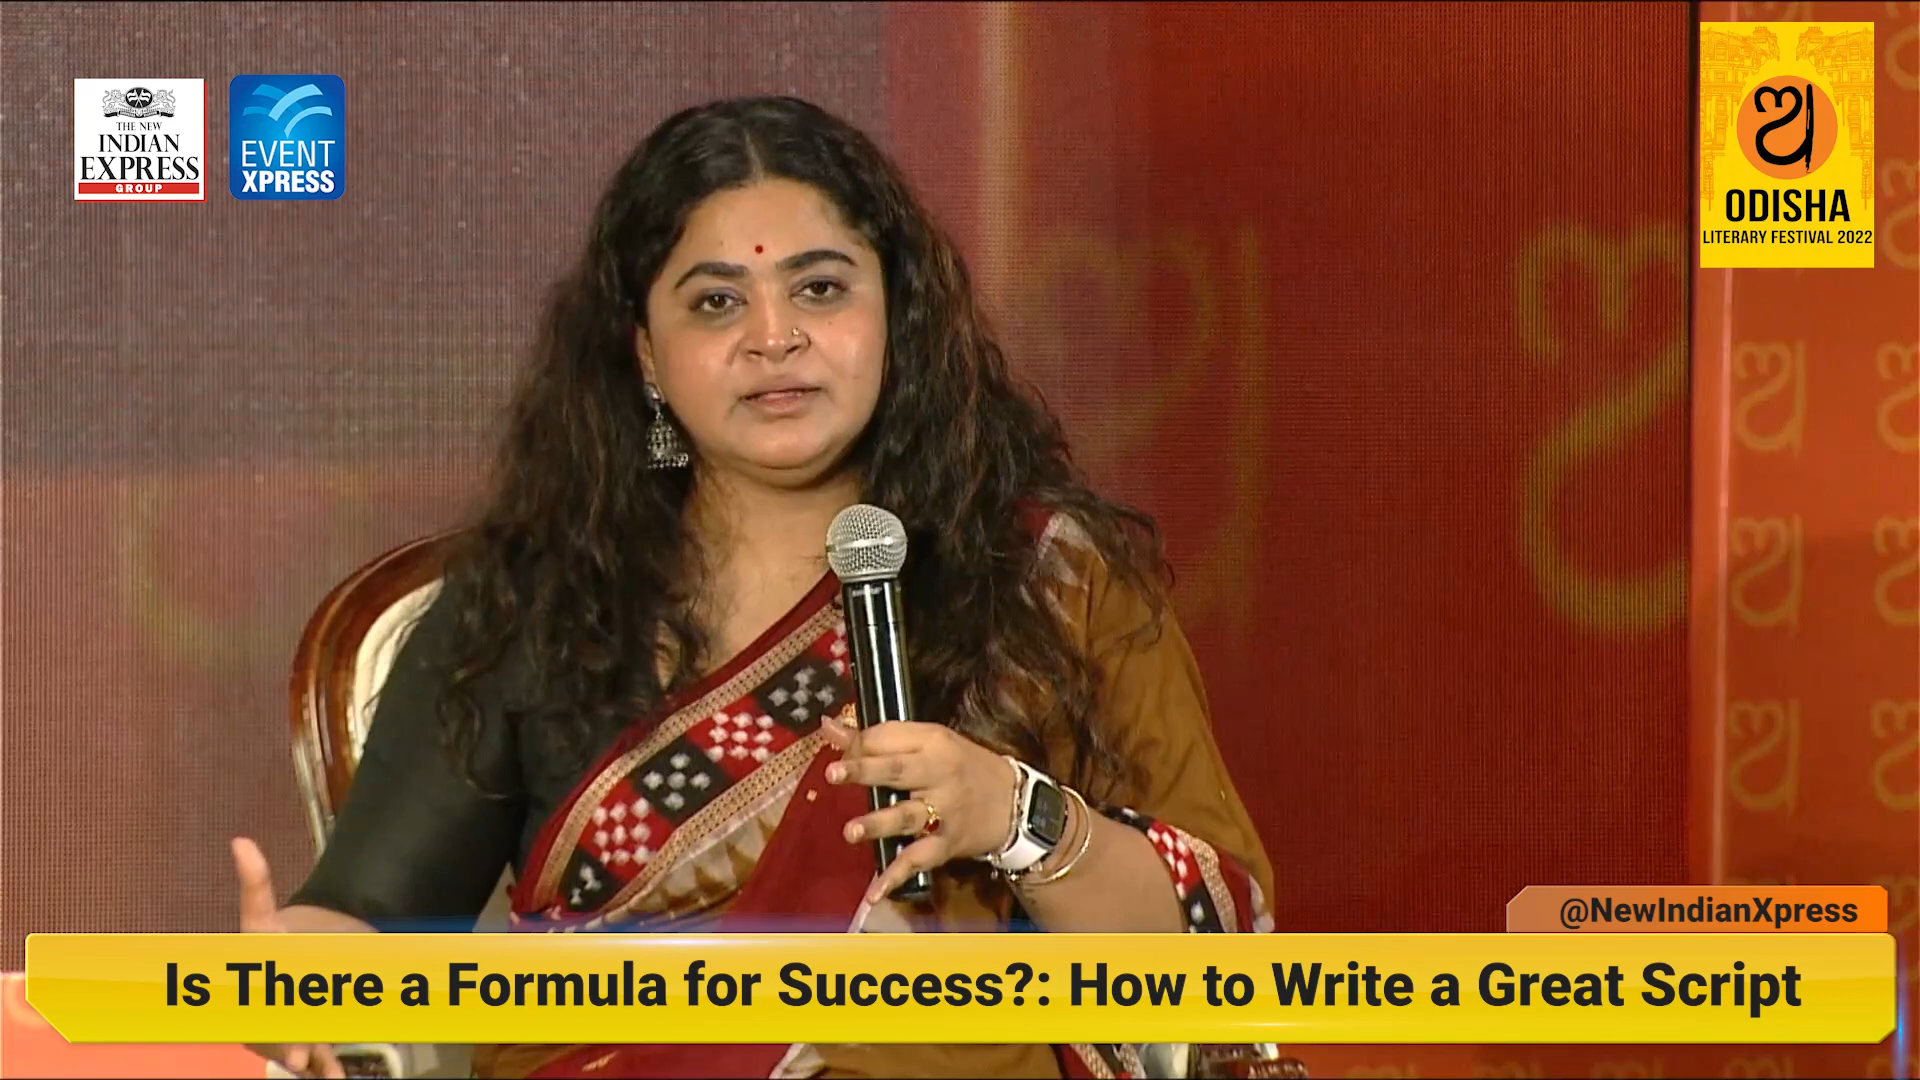 THE NEW
INDIAN
EXPRESS
GROUP
EVENT
XPRESS
ଅ
ODISHA
LITERARY FESTIVAL 2022
@NewIndianXpress
Is There a Formula for Success?: How to Write a Great Script